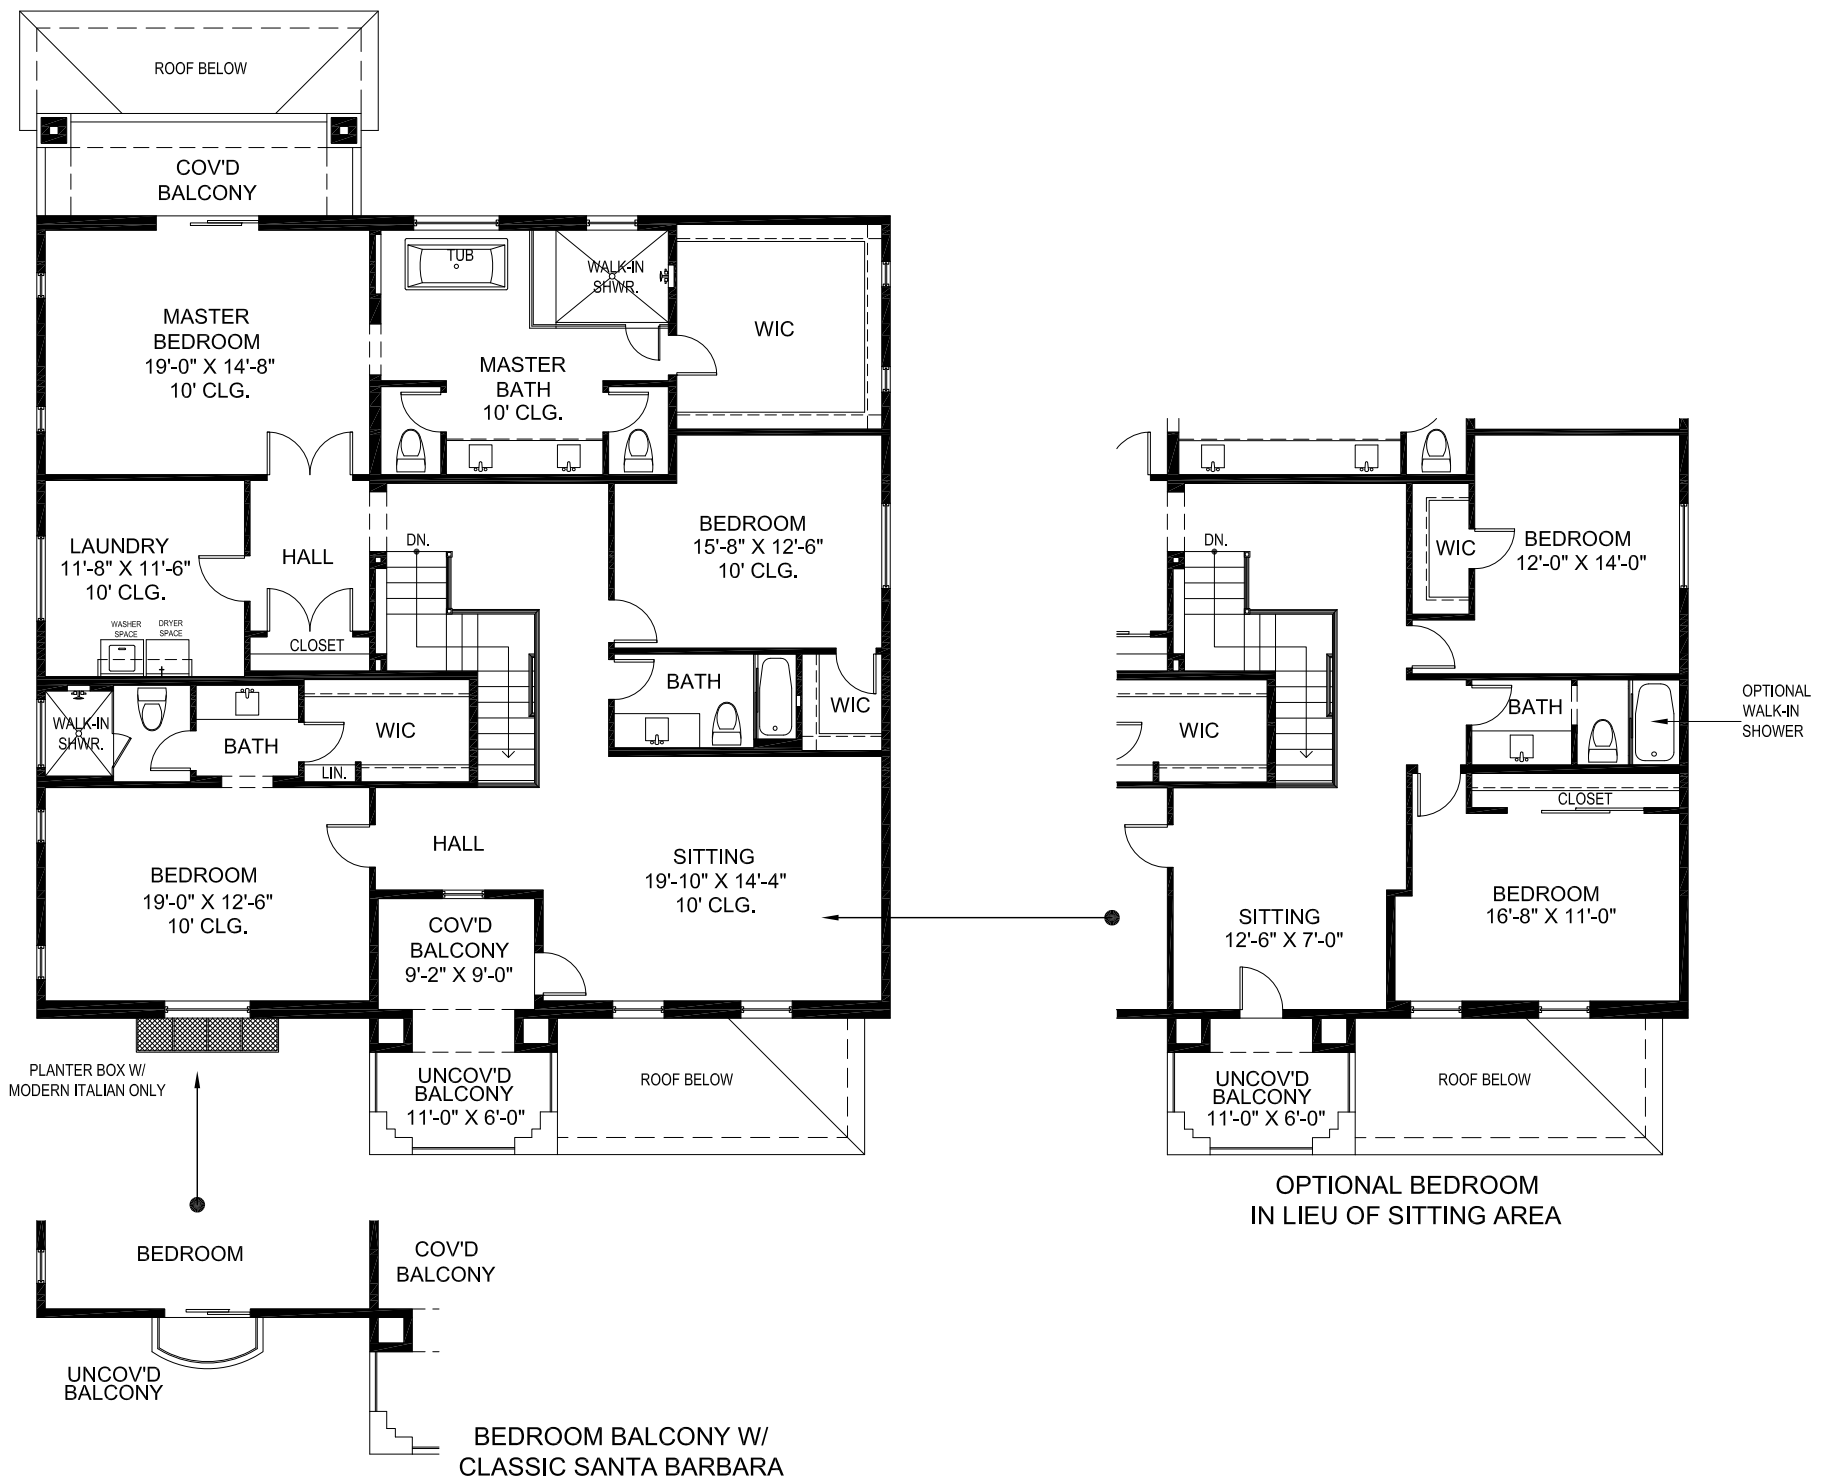 ROOF BELOW
COV'D
BALCONY
MASTER
BEDROOM
19'-0" X 14'-8"
10' CLG.
TUB
WALK-IN
SHWR.
MASTER
BATH
10' CLG.
WIC
LAUNDRY
11'-8" X 11'-6"
10' CLG.
WASHER
SPACE
DRYER
SPACE
HALL
CLOSET
DN.
BEDROOM
15'-8" X 12'-6"
10' CLG.
BATH
WIC
WALK-IN
SHWR.
BATH
WIC
LIN.
BEDROOM
19'-0" X 12'-6"
10' CLG.
HALL
SITTING
19'-10" X 14'-4"
10' CLG.
COV'D
BALCONY
9'-2" X 9'-0"
PLANTER BOX W/
MODERN ITALIAN ONLY
UNCOV'D
BALCONY
11'-0" X 6'-0"
ROOF BELOW
BEDROOM
COV'D
BALCONY
UNCOV'D
BALCONY
BEDROOM BALCONY W/
CLASSIC SANTA BARBARA
DN.
WIC
BEDROOM
12'-0" X 14'-0"
WIC
BATH
OPTIONAL
WALK-IN
SHOWER
CLOSET
BEDROOM
16'-8" X 11'-0"
SITTING
12'-6" X 7'-0"
UNCOV'D
BALCONY
11'-0" X 6'-0"
ROOF BELOW
OPTIONAL BEDROOM
IN LIEU OF SITTING AREA